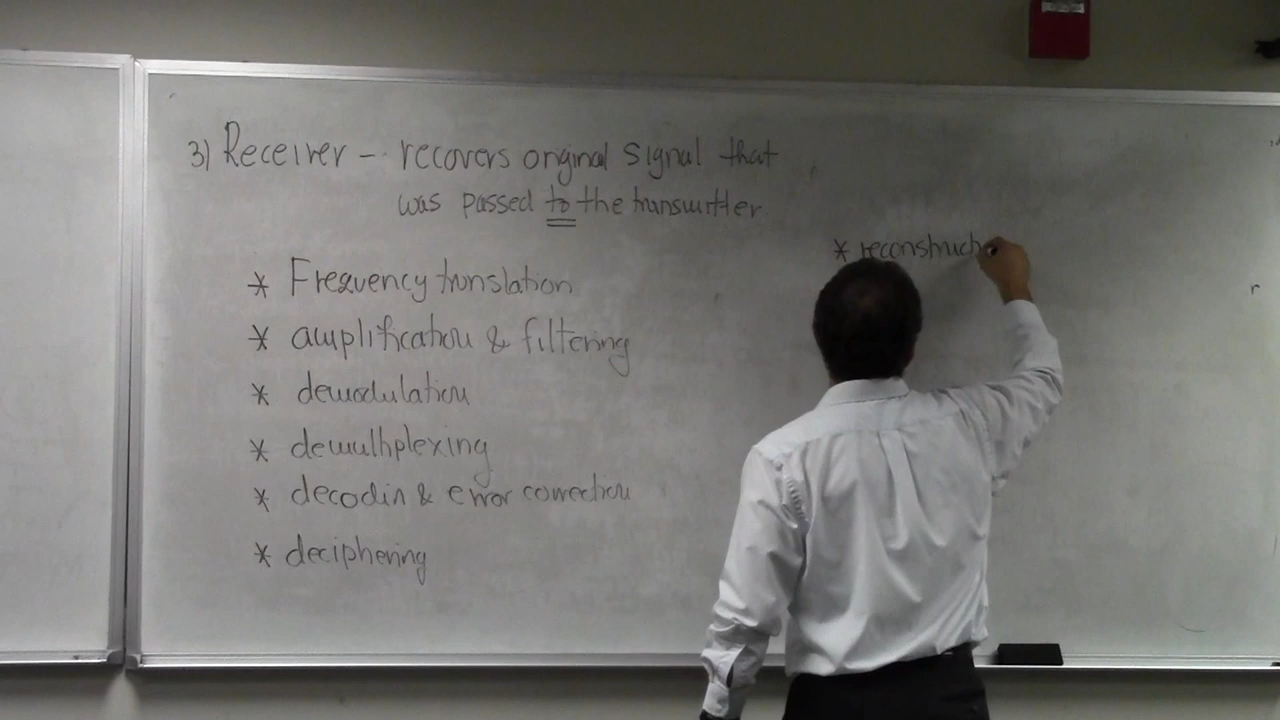 3) Receiver - recovers original signal that
was passed to the transmitter
* Frequency translation
* amplification & filtering
* demodulation
* demultiplexing
* decodin & error correction
* deciphering
* reconstruct
r